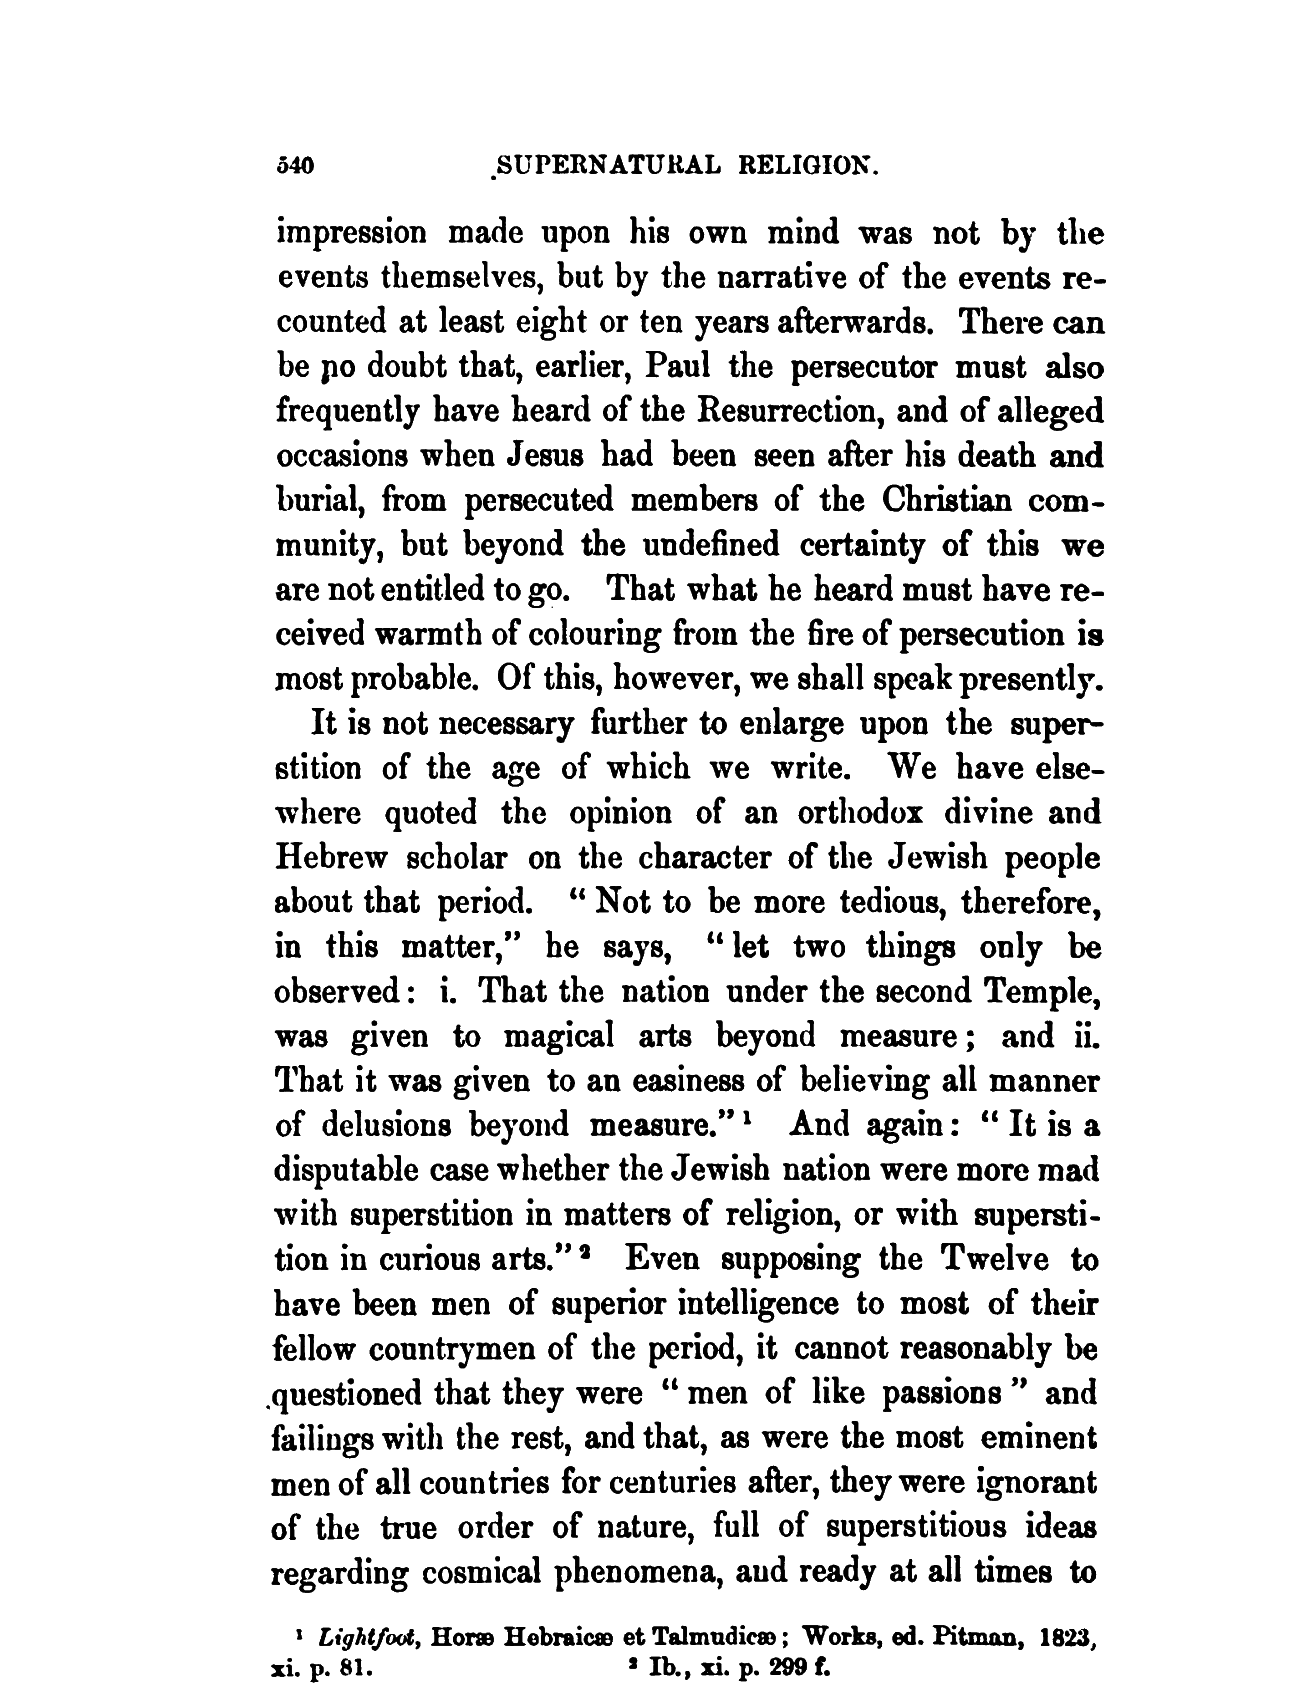 540 SUPERNATURAL RELIGION.
impression made upon his own mind was not by the
events themselves, but by the narrative of the events re-
counted at least eight or ten years afterwards. There can
be no doubt that, earlier, Paul the persecutor must also
frequently have heard of the Resurrection, and of alleged
occasions when Jesus had been seen after his death and
burial, from persecuted members of the Christian com-
munity, but beyond the undefined certainty of this we
are not entitled to go. That what he heard must have re-
ceived warmth of colouring from the fire of persecution is
most probable. Of this, however, we shall speak presently.
It is not necessary further to enlarge upon the super-
stition of the age of which we write. We have else-
where quoted the opinion of an orthodox divine and
Hebrew scholar on the character of the Jewish people
about that period. “Not to be more tedious, therefore,
in this matter,” he says, “let two things only be
observed: i. That the nation under the second Temple,
was given to magical arts beyond measure; and ii.
That it was given to an easiness of believing all manner
of delusions beyond measure.”¹ And again: “It is a
disputable case whether the Jewish nation were more mad
with superstition in matters of religion, or with supersti-
tion in curious arts.”² Even supposing the Twelve to
have been men of superior intelligence to most of their
fellow countrymen of the period, it cannot reasonably be
questioned that they were “men of like passions” and
failings with the rest, and that, as were the most eminent
men of all countries for centuries after, they were ignorant
of the true order of nature, full of superstitious ideas
regarding cosmical phenomena, and ready at all times to
¹ Lightfoot, Horæ Hebraicæ et Talmudicæ; Works, ed. Pitman, 1823,
xi. p. 81. ² Ib., xi. p. 299 f.